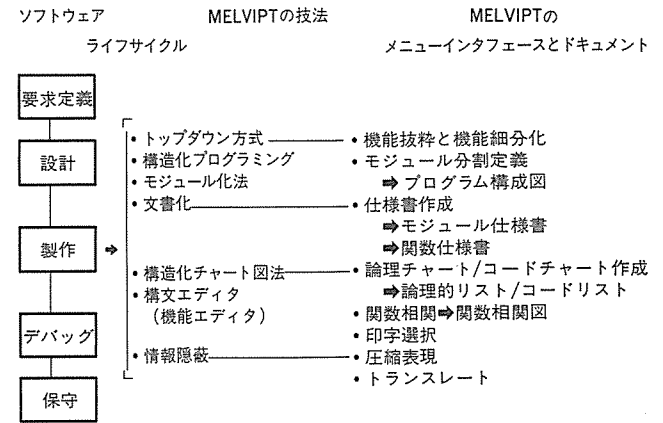 ソフトウェア
ライフサイクル
MELVIPTの技法
MELVIPTの
メニューインタフェースとドキュメント
要求定義
設計
製作
デバッグ
保守
⇒
・トップダウン方式
・構造化プログラミング
・モジュール化法
・文書化
・構造化チャート図法
・構文エディタ
(機能エディタ)
・情報隠蔽
・機能抜粋と機能細分化
・モジュール分割定義
⇒プログラム構成図
・仕様書作成
⇒モジュール仕様書
⇒関数仕様書
・論理チャート/コードチャート作成
⇒論理的リスト/コードリスト
・関数相関⇒関数相関図
・印字選択
・圧縮表現
・トランスレート